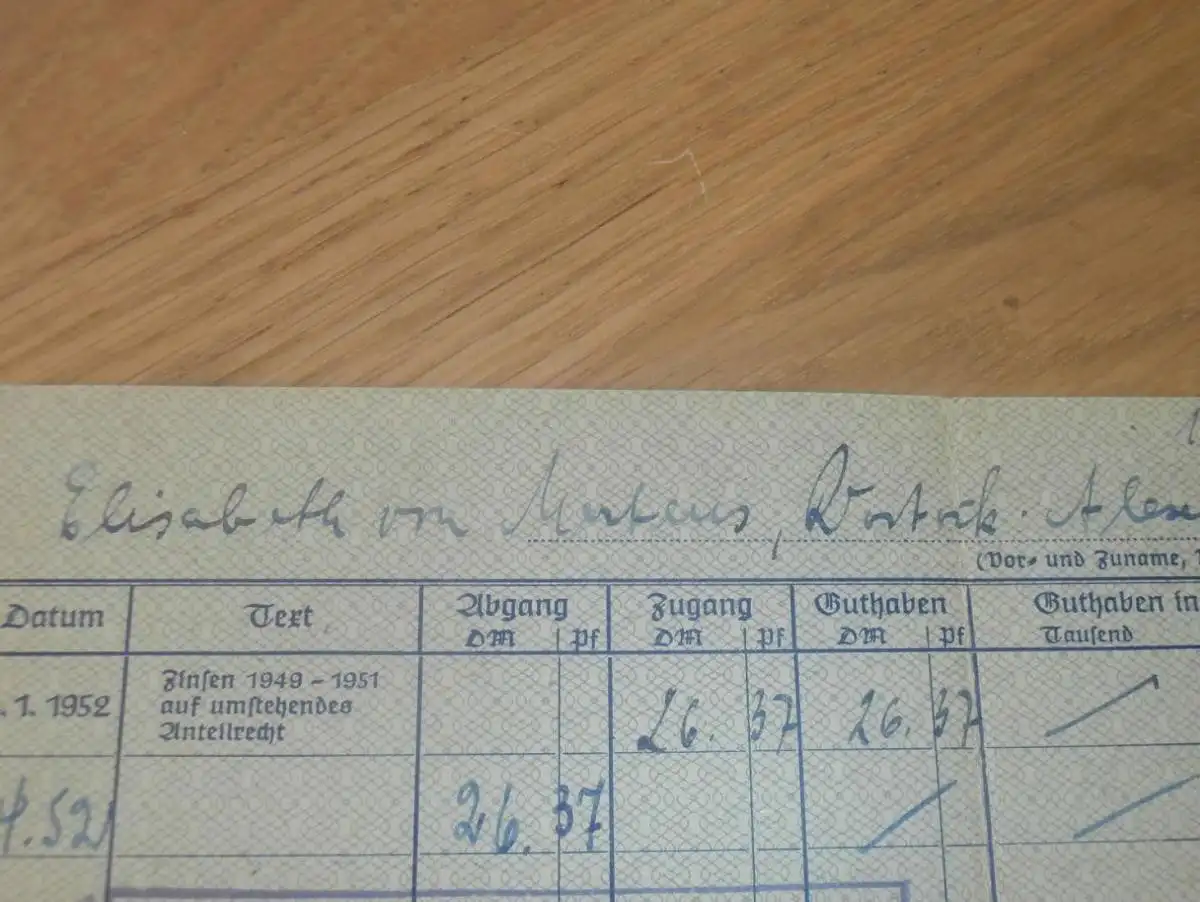 Elisabeth von Mertens, Rostock. Alex
(Vor- und Zuname,
Datum Text Abgang Zugang Guthaben Guthaben in
DM Pf DM Pf DM Pf Tausend
Zinsen 1949 - 1951
. 1. 1952 auf umstehendes 26. 37 26. 37
Anteilrecht
4. 52 26. 37